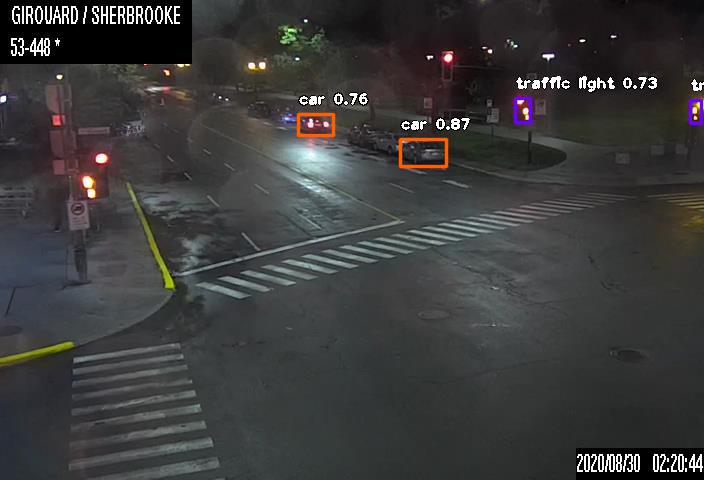 GIROUARD / SHERBROOKE
53-448 *
car 0.76
traffic light 0.73
tr
car 0.87
2020/08/30 02:20:44